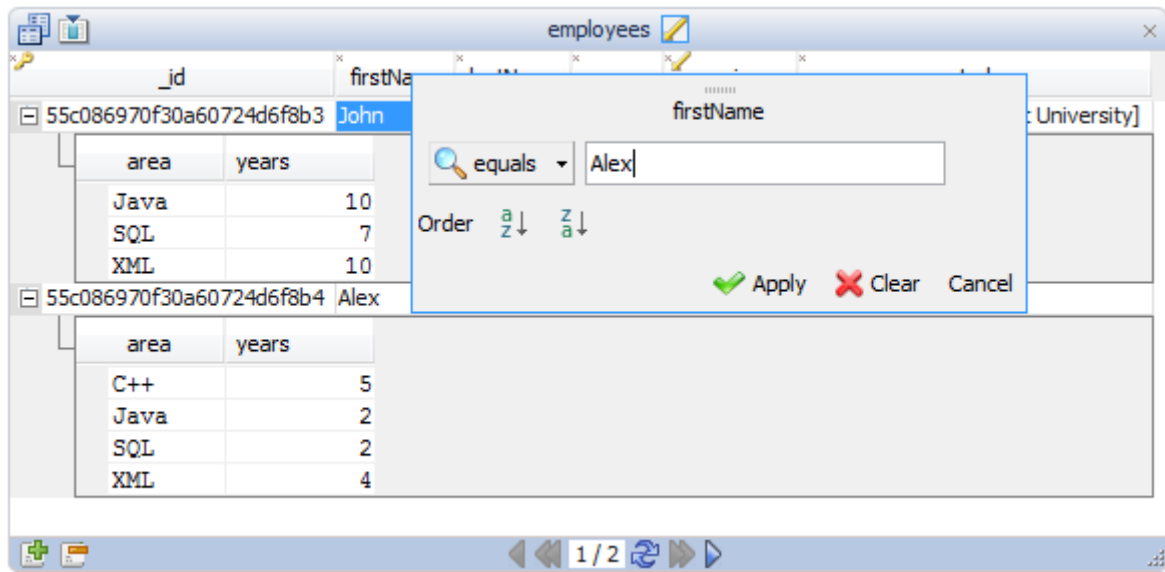 employees
_id firstNa
55c086970f30a60724d6f8b3 John University]
firstName
area years
equals Alex
Java 10
SQL 7
Order a z z a
XML 10
Apply Clear Cancel
55c086970f30a60724d6f8b4 Alex
area years
C++ 5
Java 2
SQL 2
XML 4
1 / 2